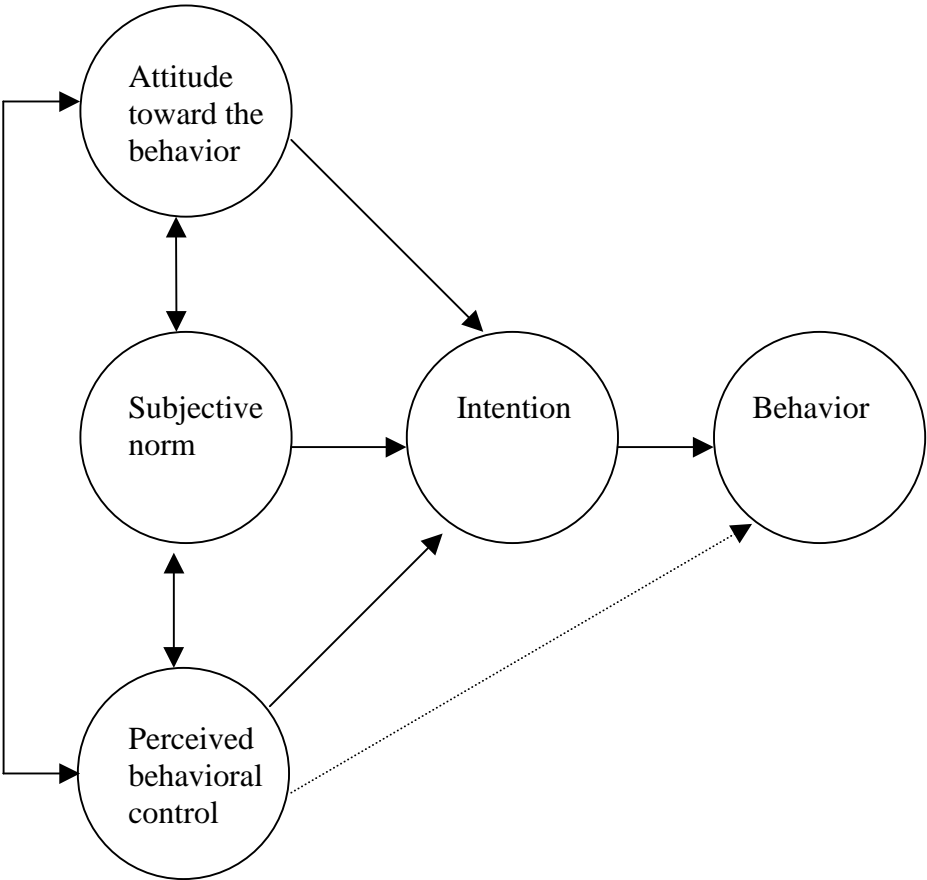 Attitude
toward the
behavior
Subjective
norm
Intention
Behavior
Perceived
behavioral
control